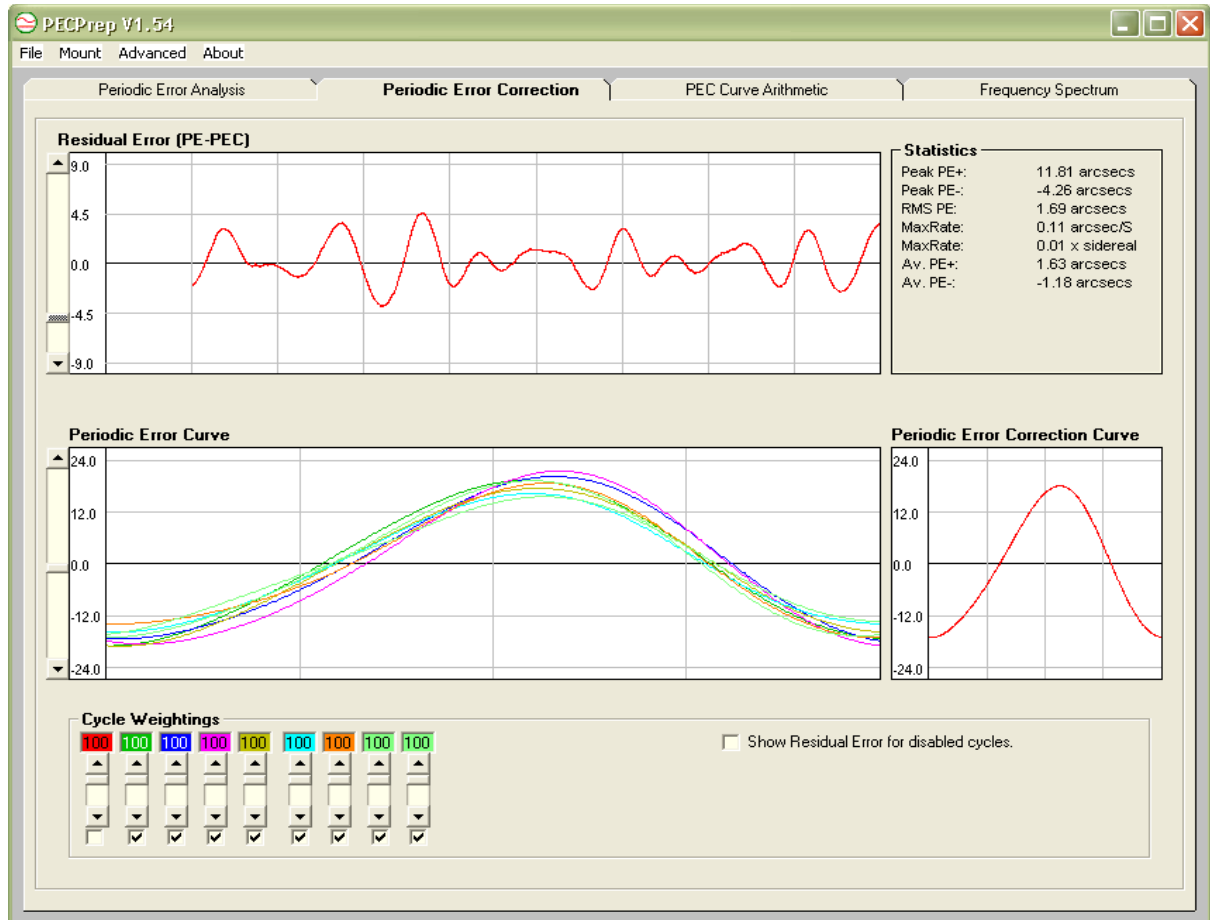 PECPrep V1.54
File Mount Advanced About
Periodic Error Analysis Periodic Error Correction PEC Curve Arithmetic Frequency Spectrum
Residual Error (PE-PEC)
9.0
4.5
0.0
-4.5
-9.0
Statistics
Peak PE+: 11.81 arcsecs
Peak PE-: -4.26 arcsecs
RMS PE: 1.69 arcsecs
MaxRate: 0.11 arcsec/S
MaxRate: 0.01 x sidereal
Av. PE+: 1.63 arcsecs
Av. PE-: -1.18 arcsecs
Periodic Error Curve
24.0
12.0
0.0
-12.0
-24.0
Periodic Error Correction Curve
24.0
12.0
0.0
-12.0
-24.0
Cycle Weightings
100 100 100 100 100 100 100 100 100
Show Residual Error for disabled cycles.